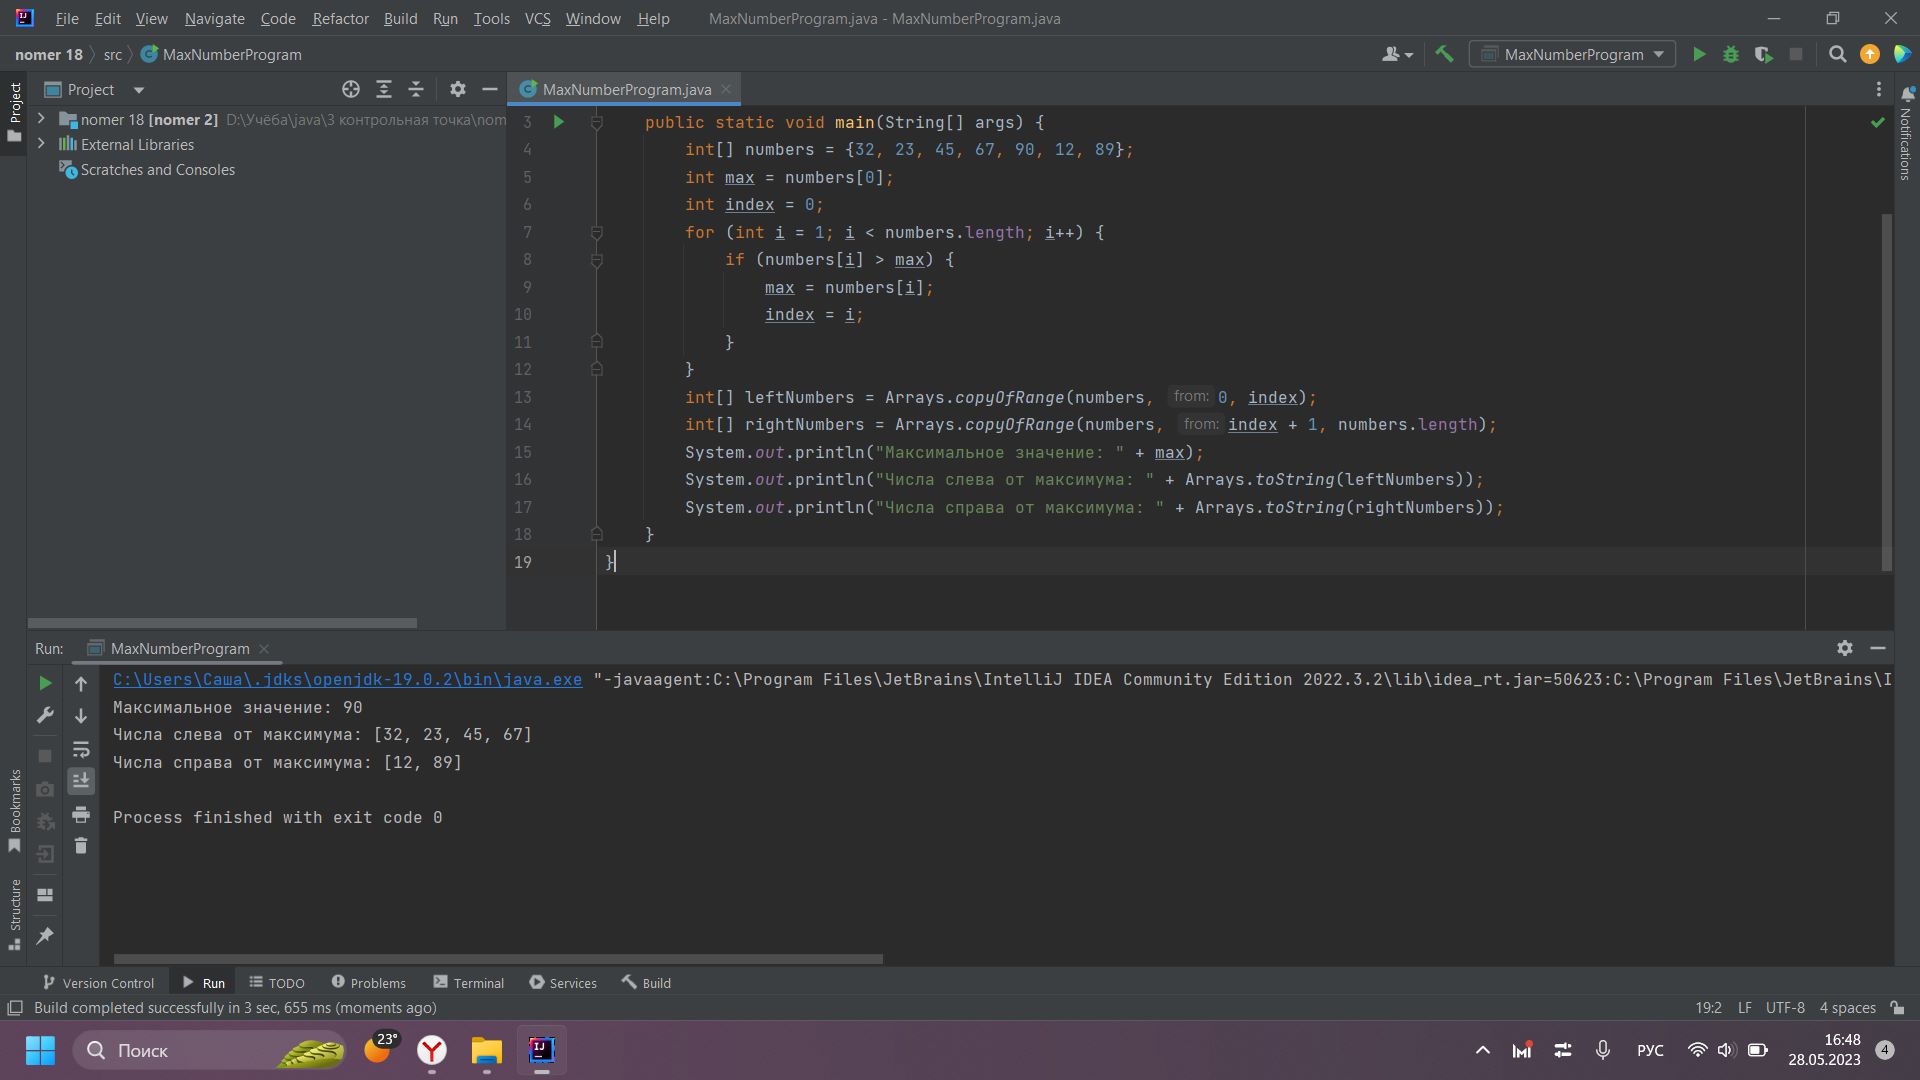 File Edit View Navigate Code Refactor Build Run Tools VCS Window Help MaxNumberProgram.java - MaxNumberProgram.java
nomer 18 src MaxNumberProgram MaxNumberProgram
Project
Project
MaxNumberProgram.java
Notifications
nomer 18 [nomer 2] D:\Учёба\java\3 контрольная точка\nom
External Libraries
Scratches and Consoles
3 public static void main(String[] args) {
4 int[] numbers = {32, 23, 45, 67, 90, 12, 89};
5 int max = numbers[0];
6 int index = 0;
7 for (int i = 1; i < numbers.length; i++) {
8 if (numbers[i] > max) {
9 max = numbers[i];
10 index = i;
11 }
12 }
13 int[] leftNumbers = Arrays.copyOfRange(numbers, from: 0, index);
14 int[] rightNumbers = Arrays.copyOfRange(numbers, from: index + 1, numbers.length);
15 System.out.println("Максимальное значение: " + max);
16 System.out.println("Числа слева от максимума: " + Arrays.toString(leftNumbers));
17 System.out.println("Числа справа от максимума: " + Arrays.toString(rightNumbers));
18 }
19 }
Run: MaxNumberProgram
C:\Users\Саша\.jdks\openjdk-19.0.2\bin\java.exe "-javaagent:C:\Program Files\JetBrains\IntelliJ IDEA Community Edition 2022.3.2\lib\idea_rt.jar=50623:C:\Program Files\JetBrains\I
Максимальное значение: 90
Числа слева от максимума: [32, 23, 45, 67]
Числа справа от максимума: [12, 89]
Process finished with exit code 0
Bookmarks
Structure
Version Control Run TODO Problems Terminal Services Build
Build completed successfully in 3 sec, 655 ms (moments ago) 19:2 LF UTF-8 4 spaces
Поиск 23° РУС 16:48
28.05.2023 4